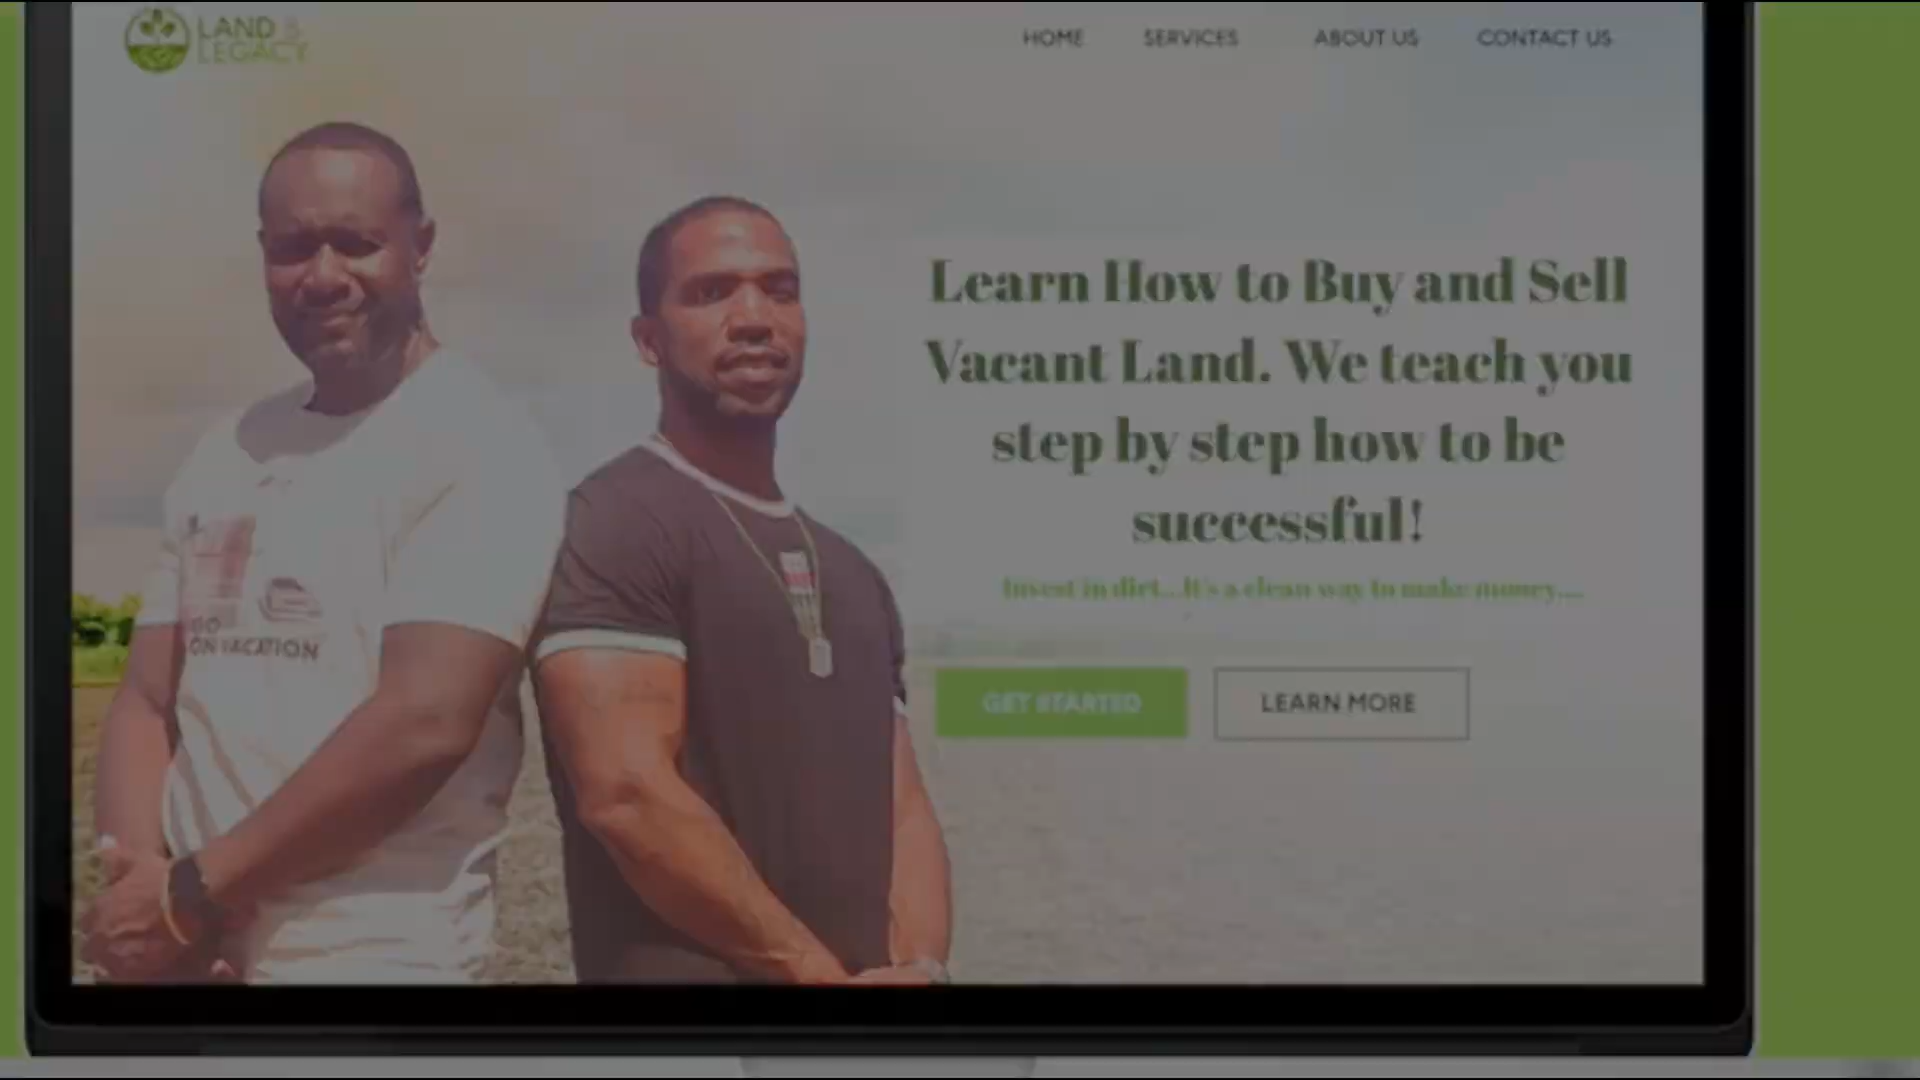 LAND &
LEGACY
HOME SERVICES ABOUT US CONTACT US
Learn How to Buy and Sell
Vacant Land. We teach you
step by step how to be
successful!
Invest in dirt...It's a clean way to make money....
GET STARTED LEARN MORE
GO
ON VACATION